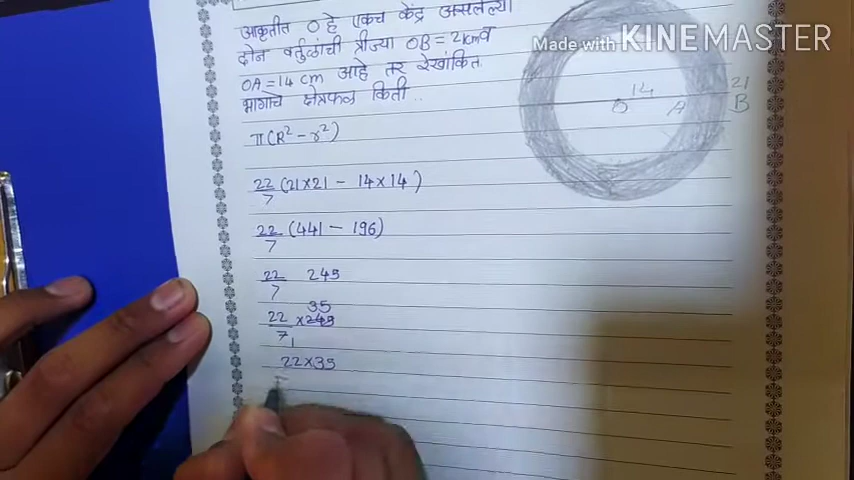 आकृतीत O हे एकच केंद्र असलेल्या
दोन वर्तुळांची त्रीज्या OB = 21cm व
OA = 14 cm आहे तर रेखांकित
भागाचे क्षेत्रफळ किती..
Made with KINEMASTER
14
21
O A B
π(R² - r²)
22/7 (21×21 - 14×14)
22/7 (441 - 196)
22/7 245
35
22/7 × 245
1
22×35